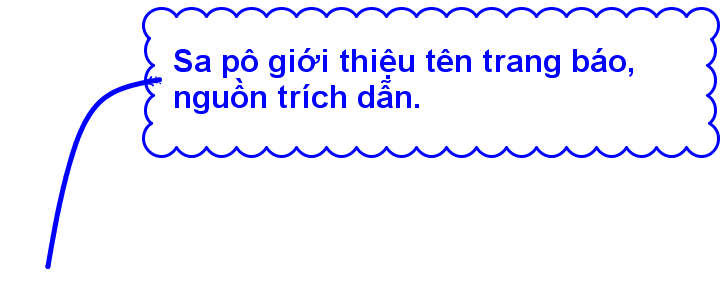 Sa pô giới thiệu tên trang báo,
nguồn trích dẫn.